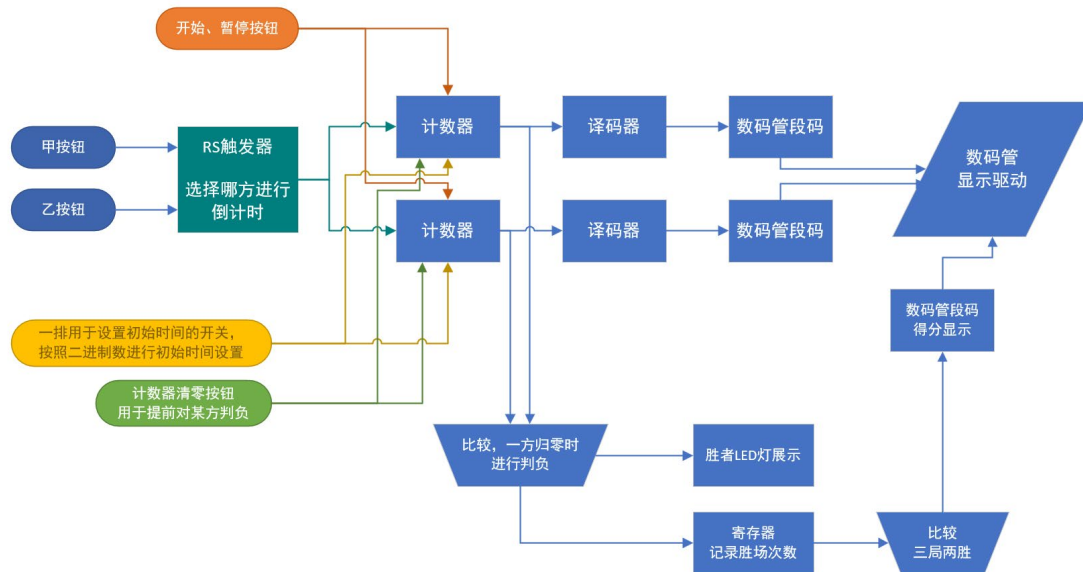 开始、暂停按钮
甲按钮
乙按钮
RS触发器
选择哪方进行
倒计时
计数器
译码器
数码管段码
计数器
译码器
数码管段码
数码管
显示驱动
一排用于设置初始时间的开关，
按照二进制数进行初始时间设置
计数器清零按钮
用于提前对某方判负
数码管段码
得分显示
比较，一方归零时
进行判负
胜者LED灯展示
寄存器
记录胜场次数
比较
三局两胜